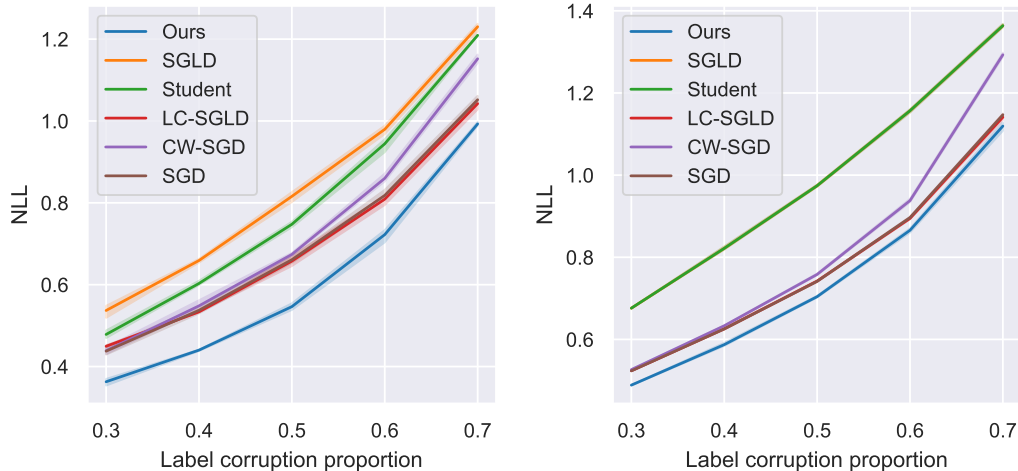 Ours
SGLD
Student
LC-SGLD
CW-SGD
SGD
1.2
1.0
0.8
0.6
0.4
NLL
0.3 0.4 0.5 0.6 0.7
Label corruption proportion
Ours
SGLD
Student
LC-SGLD
CW-SGD
SGD
1.4
1.2
1.0
0.8
0.6
NLL
0.3 0.4 0.5 0.6 0.7
Label corruption proportion